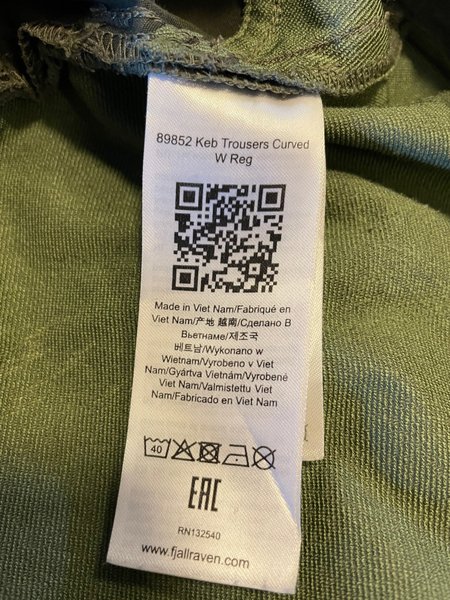 89852 Keb Trousers Curved
W Reg
Made in Viet Nam/Fabriqué en
Viet Nam/产地 越南/Сделано В
Вьетнаме/제조국
베트남/Wykonano w
Wietnam/Vyrobeno v Viet
Nam/Gyártva Vietnám/Vyrobené
Viet Nam/Valmistettu Viet
Nam/Fabricado en Viet Nam
40
EAC
RN132540
www.fjallraven.com